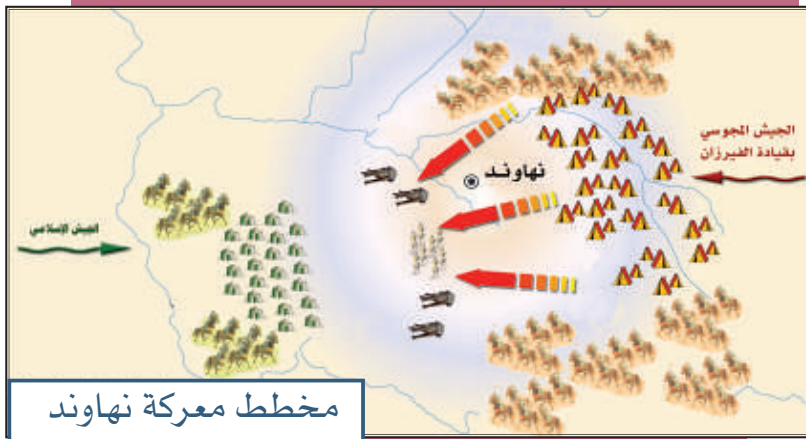 الجيش المجوسي
بقيادة الفيرزان
نهاوند
الجيش الإسلامي
مخطط معركة نهاوند